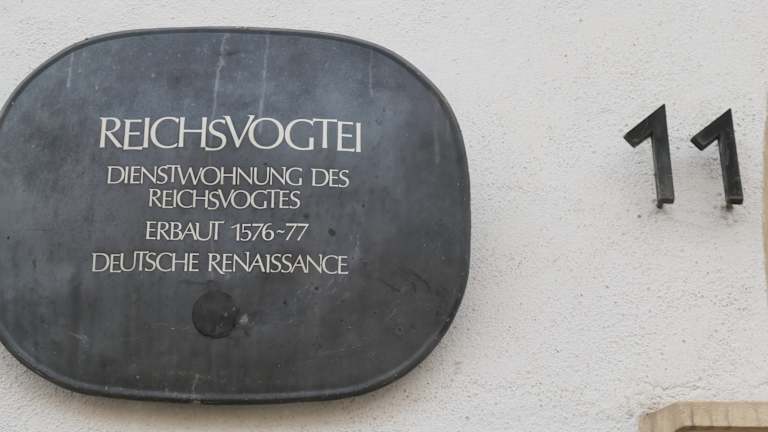 REICHSVOGTEI
DIENSTWOHNUNG DES
REICHSVOGTES
ERBAUT 1576~77
DEUTSCHE RENAISSANCE
11